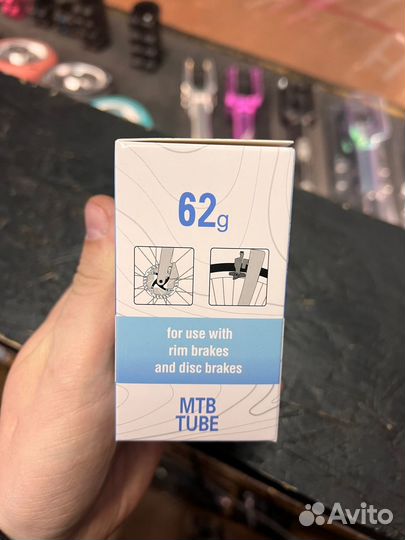 62g
for use with
rim brakes
and disc brakes
MTB
TUBE
Avito